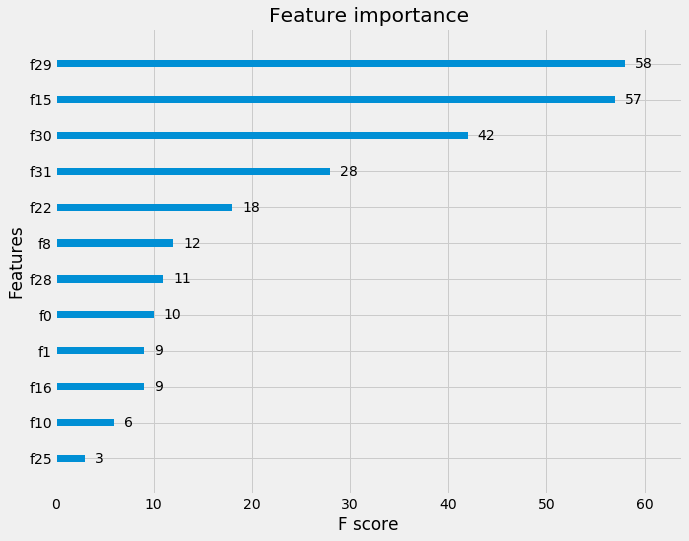 Feature importance
f29 58
f15 57
f30 42
f31 28
f22 18
f8 12
f28 11
f0 10
f1 9
f16 9
f10 6
f25 3
Features
0 10 20 30 40 50 60
F score